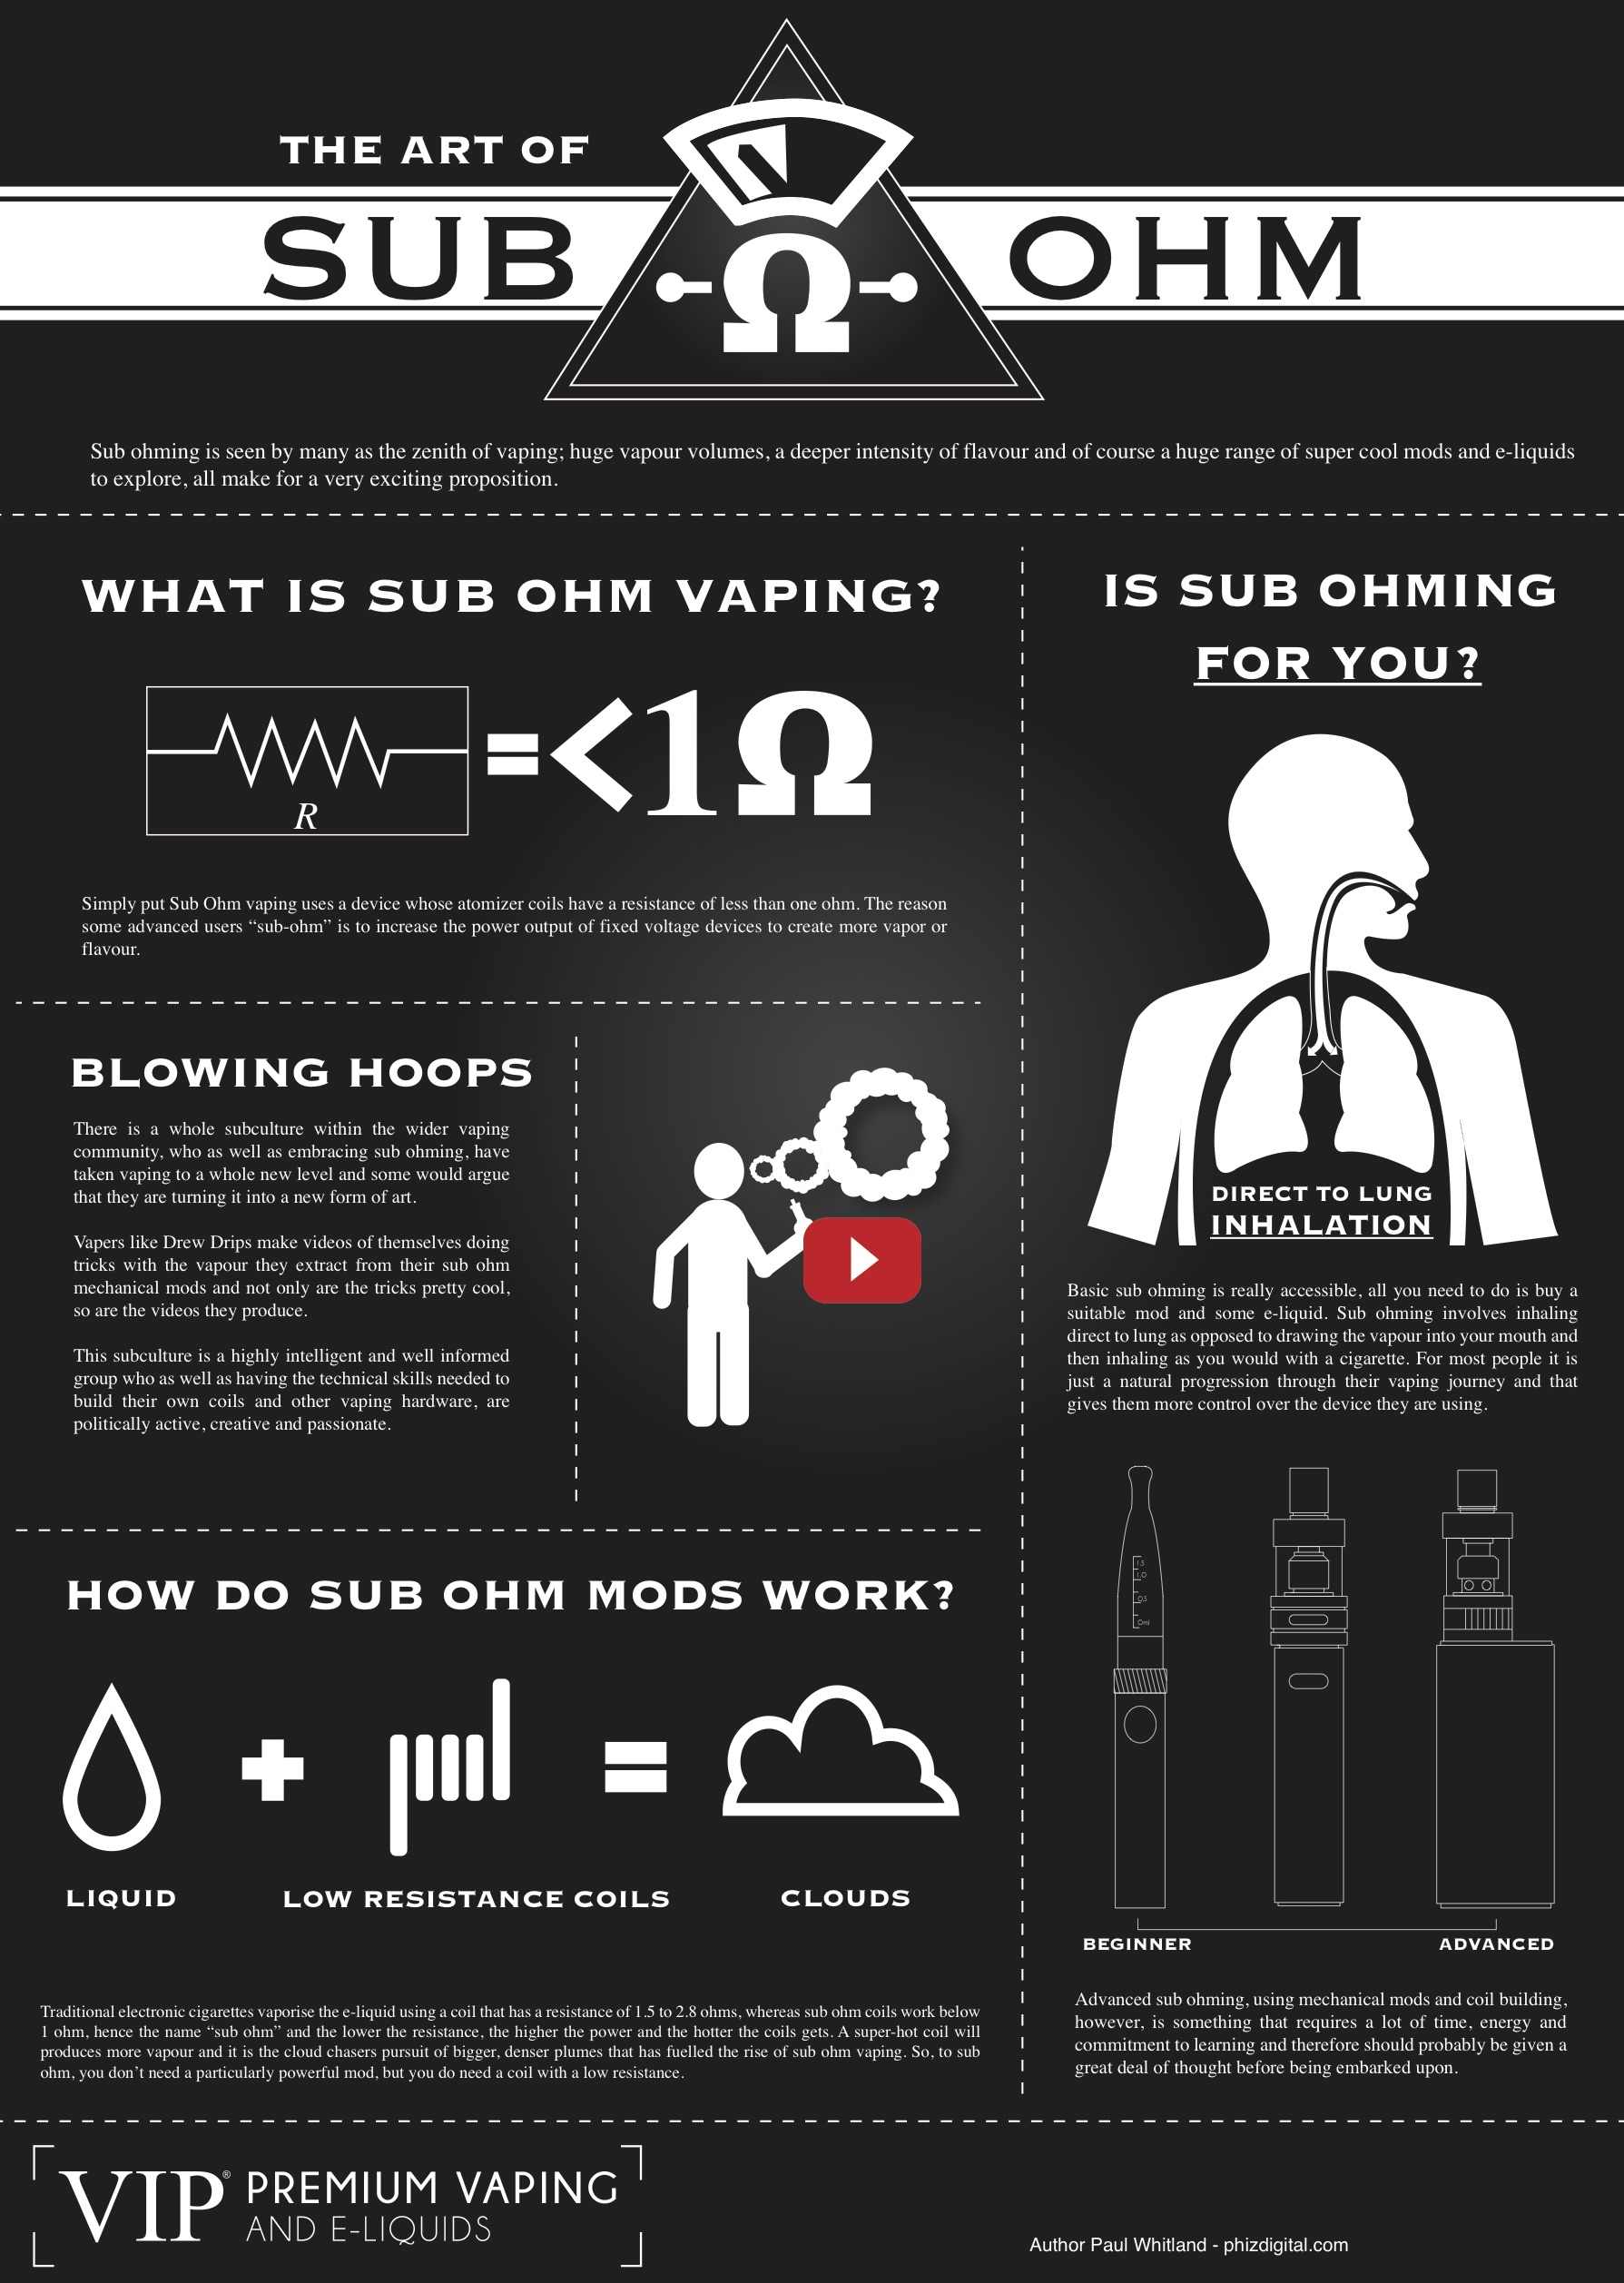 THE ART OF
SUB Ω OHM
Sub ohming is seen by many as the zenith of vaping; huge vapour volumes, a deeper intensity of flavour and of course a huge range of super cool mods and e-liquids
to explore, all make for a very exciting proposition.
WHAT IS SUB OHM VAPING?
R
=<1Ω
Simply put Sub Ohm vaping uses a device whose atomizer coils have a resistance of less than one ohm. The reason
some advanced users “sub-ohm” is to increase the power output of fixed voltage devices to create more vapor or
flavour.
BLOWING HOOPS
There is a whole subculture within the wider vaping
community, who as well as embracing sub ohming, have
taken vaping to a whole new level and some would argue
that they are turning it into a new form of art.
Vapers like Drew Drips make videos of themselves doing
tricks with the vapour they extract from their sub ohm
mechanical mods and not only are the tricks pretty cool,
so are the videos they produce.
This subculture is a highly intelligent and well informed
group who as well as having the technical skills needed to
build their own coils and other vaping hardware, are
politically active, creative and passionate.
HOW DO SUB OHM MODS WORK?
+ =
LIQUID LOW RESISTANCE COILS CLOUDS
Traditional electronic cigarettes vaporise the e-liquid using a coil that has a resistance of 1.5 to 2.8 ohms, whereas sub ohm coils work below
1 ohm, hence the name “sub ohm” and the lower the resistance, the higher the power and the hotter the coils gets. A super-hot coil will
produces more vapour and it is the cloud chasers pursuit of bigger, denser plumes that has fuelled the rise of sub ohm vaping. So, to sub
ohm, you don’t need a particularly powerful mod, but you do need a coil with a low resistance.
IS SUB OHMING
FOR YOU?
DIRECT TO LUNG
INHALATION
Basic sub ohming is really accessible, all you need to do is buy a
suitable mod and some e-liquid. Sub ohming involves inhaling
direct to lung as opposed to drawing the vapour into your mouth and
then inhaling as you would with a cigarette. For most people it is
just a natural progression through their vaping journey and that
gives them more control over the device they are using.
1.5
1.0
0.5
0ml
BEGINNER ADVANCED
Advanced sub ohming, using mechanical mods and coil building,
however, is something that requires a lot of time, energy and
commitment to learning and therefore should probably be given a
great deal of thought before being embarked upon.
VIP® PREMIUM VAPING
AND E-LIQUIDS
Author Paul Whitland - phizdigital.com